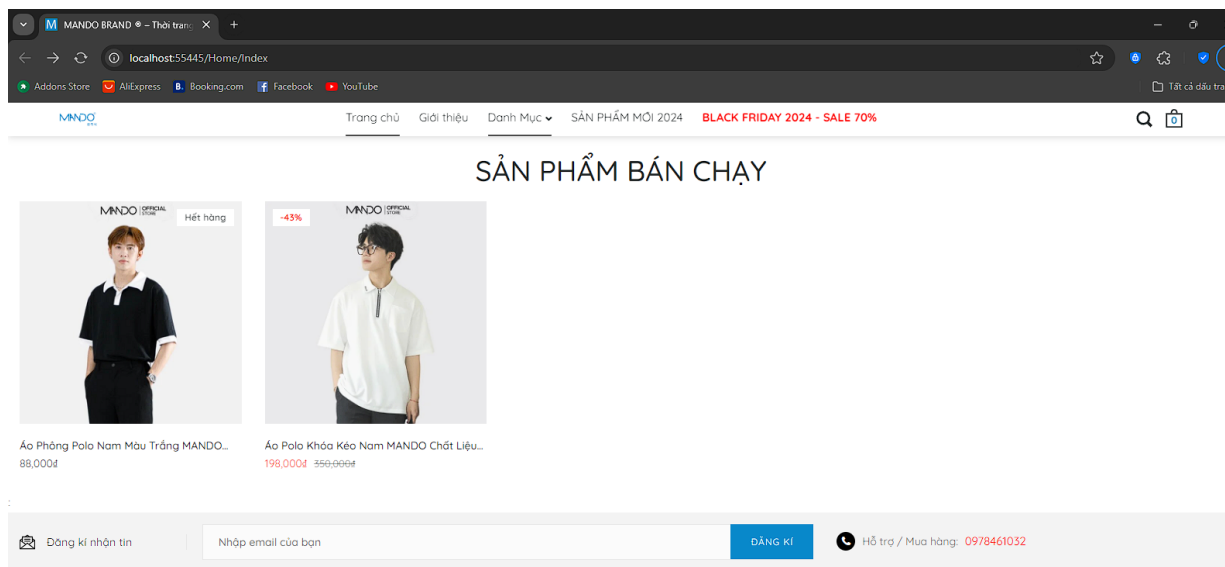 MANDO BRAND ® – Thời trang
localhost:55445/Home/Index
Addons Store AliExpress B. Booking.com Facebook YouTube Tất cả dấu tra
MANDO Trang chủ Giới thiệu Danh Mục SẢN PHẨM MỚI 2024 BLACK FRIDAY 2024 - SALE 70% 0
SẢN PHẨM BÁN CHẠY
MANDO OFFICIAL STORE Hết hàng
-43% MANDO OFFICIAL STORE
Áo Phông Polo Nam Màu Trắng MANDO... Áo Polo Khóa Kéo Nam MANDO Chất Liệu...
88,000₫ 198,000₫ 350,000₫
Đăng kí nhận tin Nhập email của bạn ĐĂNG KÍ Hỗ trợ / Mua hàng: 0978461032